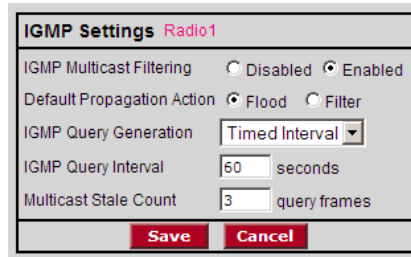 IGMP Settings Radio1
IGMP Multicast Filtering Disabled Enabled
Default Propagation Action Flood Filter
IGMP Query Generation Timed Interval
IGMP Query Interval 60 seconds
Multicast Stale Count 3 query frames
Save Cancel